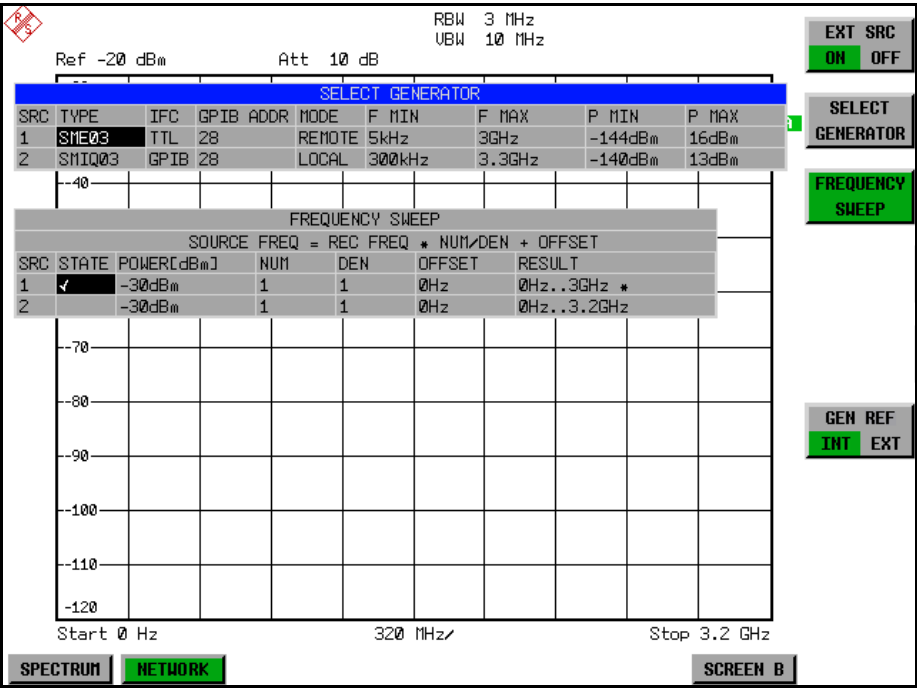 R
S
RBW 3 MHz
VBW 10 MHz
Ref -20 dBm Att 10 dB
EXT SRC
ON OFF
SELECT GENERATOR
SRC TYPE IFC GPIB ADDR MODE F MIN F MAX P MIN P MAX
1 SME03 TTL 28 REMOTE 5kHz 3GHz -144dBm 16dBm
2 SMIQ03 GPIB 28 LOCAL 300kHz 3.3GHz -140dBm 13dBm
SELECT
GENERATOR
--40
FREQUENCY
SWEEP
FREQUENCY SWEEP
SOURCE FREQ = REC FREQ * NUM/DEN + OFFSET
SRC STATE POWER[dBm] NUM DEN OFFSET RESULT
1 ✓ -30dBm 1 1 0Hz 0Hz..3GHz *
2 -30dBm 1 1 0Hz 0Hz..3.2GHz
--70
--80
GEN REF
INT EXT
--90
--100
--110
-120
Start 0 Hz 320 MHz/ Stop 3.2 GHz
SPECTRUM NETWORK SCREEN B